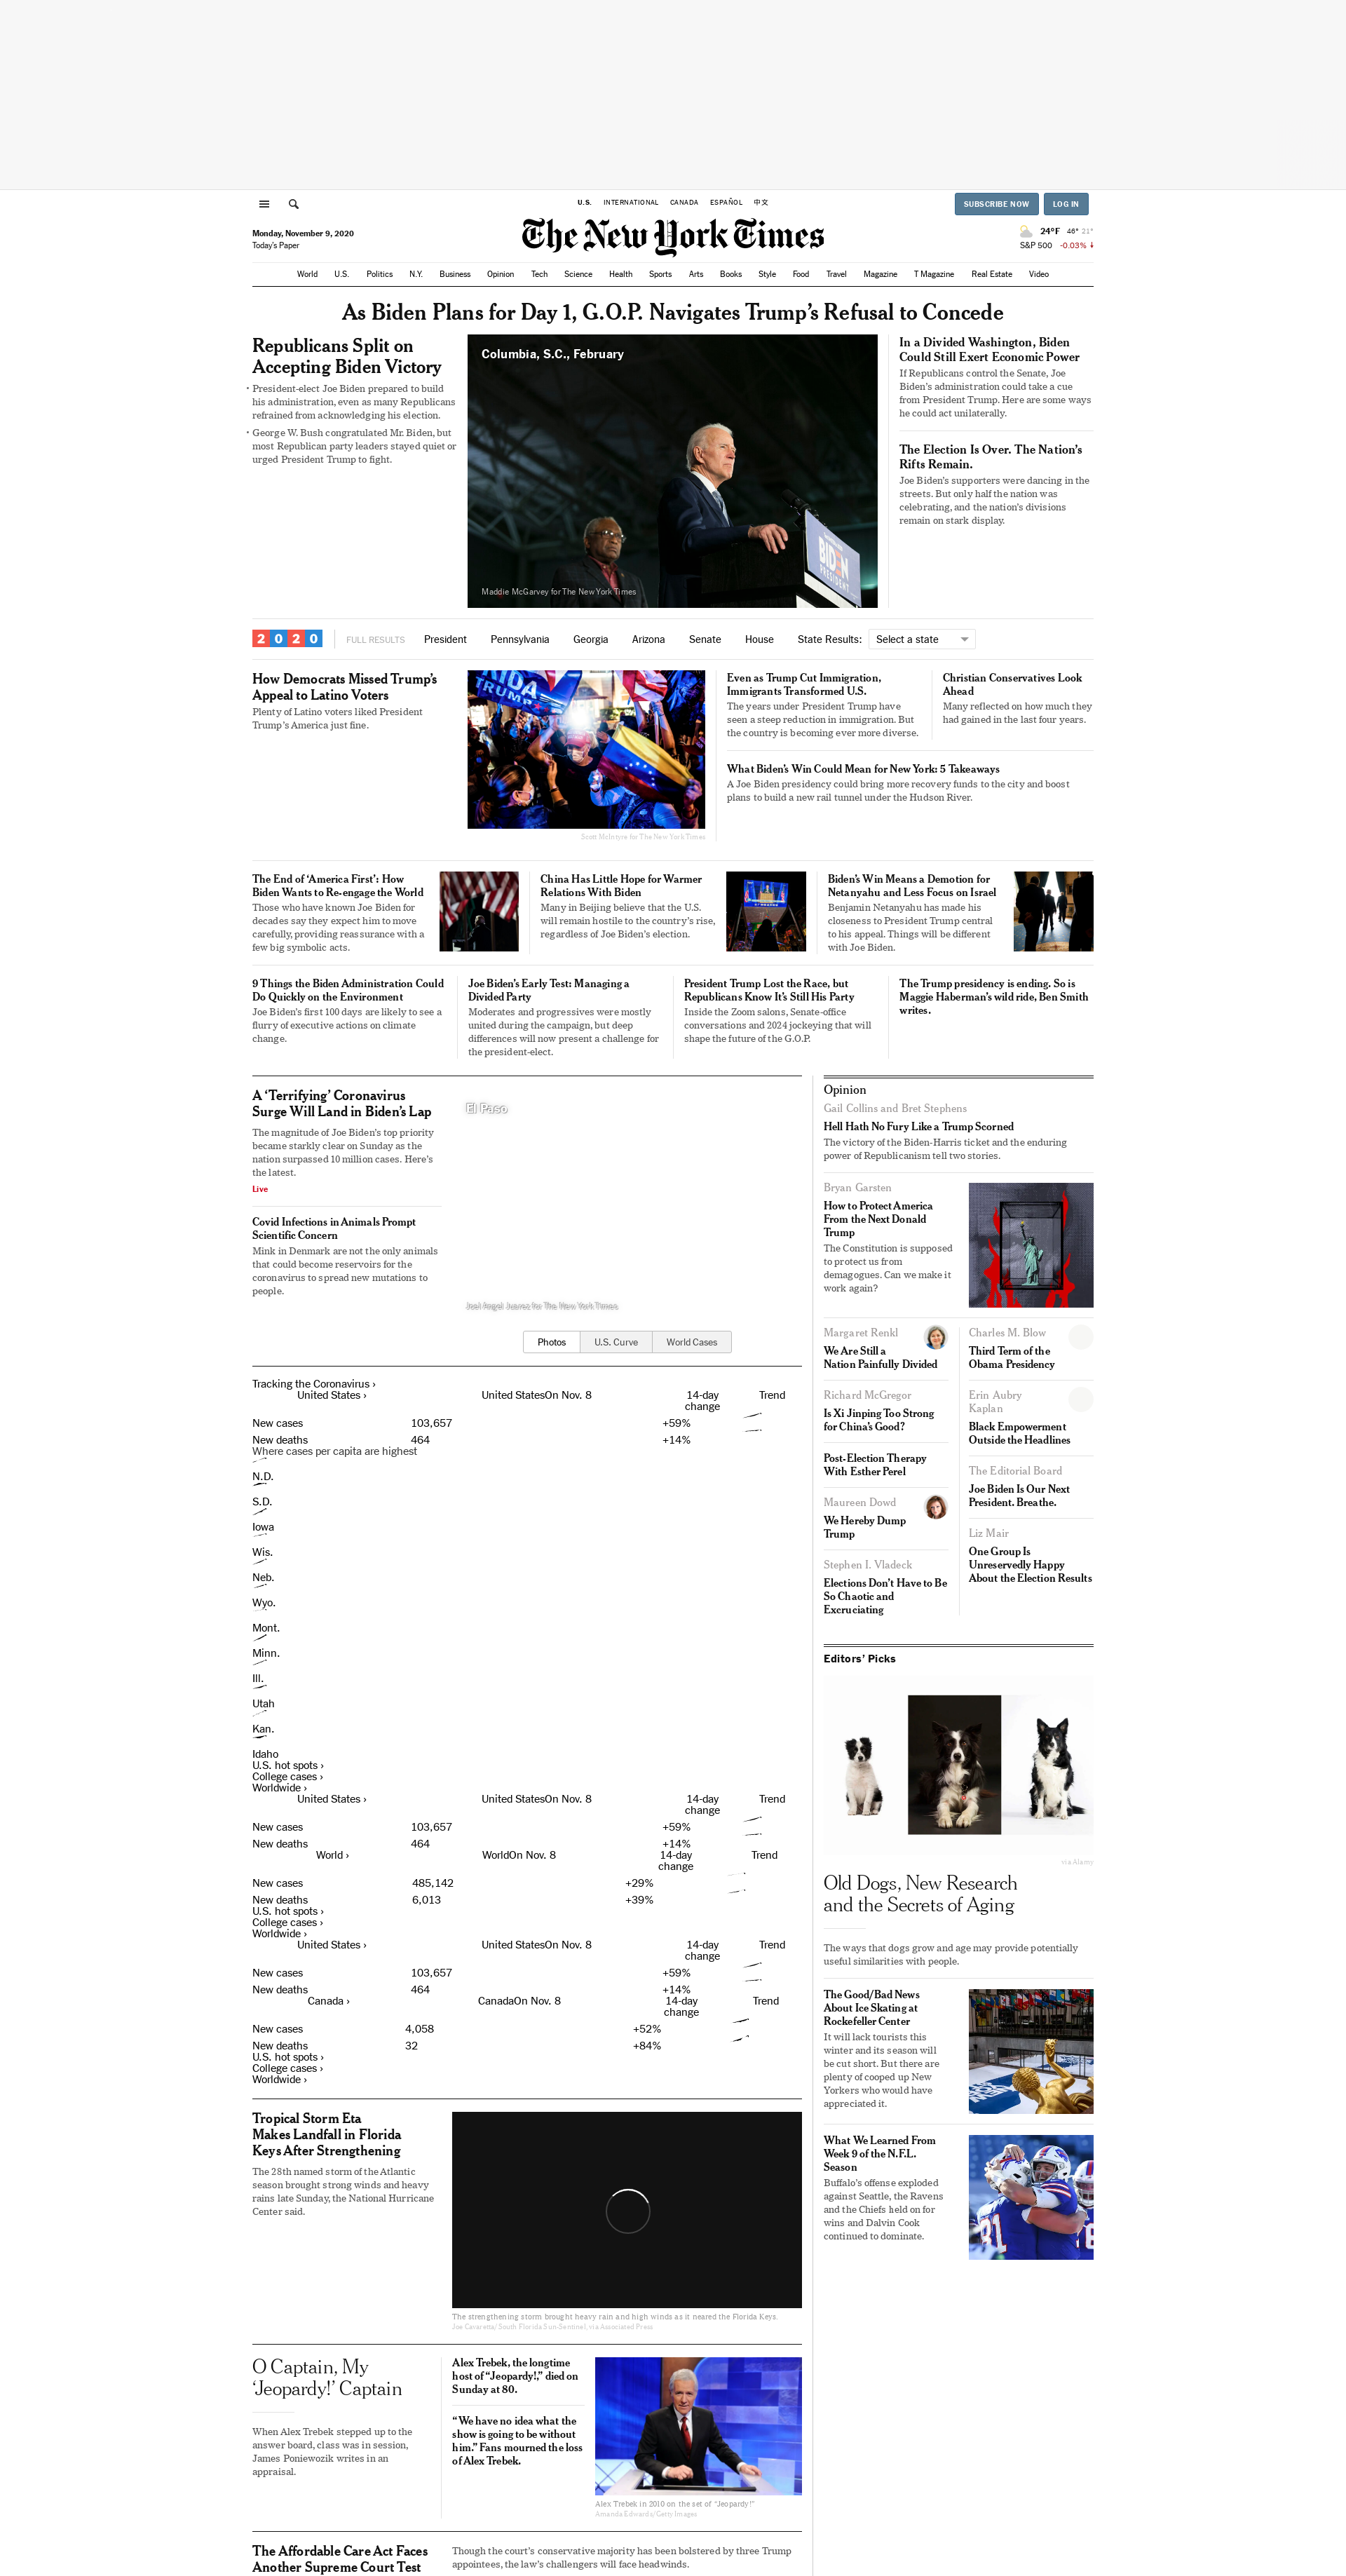 U.S. INTERNATIONAL CANADA ESPAÑOL 中文
SUBSCRIBE NOW LOG IN
Monday, November 9, 2020
Today's Paper
The New York Times
24°F 46° 21°
S&P 500 -0.03%
World U.S. Politics N.Y. Business Opinion Tech Science Health Sports Arts Books Style Food Travel Magazine T Magazine Real Estate Video
As Biden Plans for Day 1, G.O.P. Navigates Trump's Refusal to Concede
Republicans Split on
Accepting Biden Victory
President-elect Joe Biden prepared to build
his administration, even as many Republicans
refrained from acknowledging his election.
George W. Bush congratulated Mr. Biden, but
most Republican party leaders stayed quiet or
urged President Trump to fight.
Columbia, S.C., February
BIDEN
PRESIDENT
Maddie McGarvey for The New York Times
In a Divided Washington, Biden
Could Still Exert Economic Power
If Republicans control the Senate, Joe
Biden's administration could take a cue
from President Trump. Here are some ways
he could act unilaterally.
The Election Is Over. The Nation's
Rifts Remain.
Joe Biden's supporters were dancing in the
streets. But only half the nation was
celebrating, and the nation's divisions
remain on stark display.
2020 FULL RESULTS President Pennsylvania Georgia Arizona Senate House State Results: Select a state
How Democrats Missed Trump's
Appeal to Latino Voters
Plenty of Latino voters liked President
Trump's America just fine.
TRUMP
Scott McIntyre for The New York Times
Even as Trump Cut Immigration,
Immigrants Transformed U.S.
The years under President Trump have
seen a steep reduction in immigration. But
the country is becoming ever more diverse.
Christian Conservatives Look
Ahead
Many reflected on how much they
had gained in the last four years.
What Biden's Win Could Mean for New York: 5 Takeaways
A Joe Biden presidency could bring more recovery funds to the city and boost
plans to build a new rail tunnel under the Hudson River.
The End of 'America First': How
Biden Wants to Re-engage the World
Those who have known Joe Biden for
decades say they expect him to move
carefully, providing reassurance with a
few big symbolic acts.
China Has Little Hope for Warmer
Relations With Biden
Many in Beijing believe that the U.S.
will remain hostile to the country's rise,
regardless of Joe Biden's election.
Biden's Win Means a Demotion for
Netanyahu and Less Focus on Israel
Benjamin Netanyahu has made his
closeness to President Trump central
to his appeal. Things will be different
with Joe Biden.
9 Things the Biden Administration Could
Do Quickly on the Environment
Joe Biden's first 100 days are likely to see a
flurry of executive actions on climate
change.
Joe Biden's Early Test: Managing a
Divided Party
Moderates and progressives were mostly
united during the campaign, but deep
differences will now present a challenge for
the president-elect.
President Trump Lost the Race, but
Republicans Know It's Still His Party
Inside the Zoom salons, Senate-office
conversations and 2024 jockeying that will
shape the future of the G.O.P.
The Trump presidency is ending. So is
Maggie Haberman's wild ride, Ben Smith
writes.
A 'Terrifying' Coronavirus
Surge Will Land in Biden's Lap
The magnitude of Joe Biden's top priority
became starkly clear on Sunday as the
nation surpassed 10 million cases. Here's
the latest.
Live
Covid Infections in Animals Prompt
Scientific Concern
Mink in Denmark are not the only animals
that could become reservoirs for the
coronavirus to spread new mutations to
people.
El Paso
Joel Angel Juarez for The New York Times
Photos U.S. Curve World Cases
Tracking the Coronavirus ›
United States › United StatesOn Nov. 8 14-day
change Trend
New cases 103,657 +59%
New deaths 464 +14%
Where cases per capita are highest
N.D.
S.D.
Iowa
Wis.
Neb.
Wyo.
Mont.
Minn.
Ill.
Utah
Kan.
Idaho
U.S. hot spots ›
College cases ›
Worldwide ›
United States › United StatesOn Nov. 8 14-day
change Trend
New cases 103,657 +59%
New deaths 464 +14%
World › WorldOn Nov. 8 14-day
change Trend
New cases 485,142 +29%
New deaths 6,013 +39%
U.S. hot spots ›
College cases ›
Worldwide ›
United States › United StatesOn Nov. 8 14-day
change Trend
New cases 103,657 +59%
New deaths 464 +14%
Canada › CanadaOn Nov. 8 14-day
change Trend
New cases 4,058 +52%
New deaths 32 +84%
U.S. hot spots ›
College cases ›
Worldwide ›
Tropical Storm Eta
Makes Landfall in Florida
Keys After Strengthening
The 28th named storm of the Atlantic
season brought strong winds and heavy
rains late Sunday, the National Hurricane
Center said.
The strengthening storm brought heavy rain and high winds as it neared the Florida Keys.
Joe Cavaretta/South Florida Sun-Sentinel, via Associated Press
O Captain, My
'Jeopardy!' Captain
When Alex Trebek stepped up to the
answer board, class was in session,
James Poniewozik writes in an
appraisal.
Alex Trebek, the longtime
host of "Jeopardy!," died on
Sunday at 80.
"We have no idea what the
show is going to be without
him." Fans mourned the loss
of Alex Trebek.
Alex Trebek in 2010 on the set of "Jeopardy!"
Amanda Edwards/Getty Images
The Affordable Care Act Faces
Another Supreme Court Test
Though the court's conservative majority has been bolstered by three Trump
appointees, the law's challengers will face headwinds.
Opinion
Gail Collins and Bret Stephens
Hell Hath No Fury Like a Trump Scorned
The victory of the Biden-Harris ticket and the enduring
power of Republicanism tell two stories.
Bryan Garsten
How to Protect America
From the Next Donald
Trump
The Constitution is supposed
to protect us from
demagogues. Can we make it
work again?
Margaret Renkl
We Are Still a
Nation Painfully Divided
Richard McGregor
Is Xi Jinping Too Strong
for China's Good?
Post-Election Therapy
With Esther Perel
Maureen Dowd
We Hereby Dump
Trump
Stephen I. Vladeck
Elections Don't Have to Be
So Chaotic and
Excruciating
Charles M. Blow
Third Term of the
Obama Presidency
Erin Aubry
Kaplan
Black Empowerment
Outside the Headlines
The Editorial Board
Joe Biden Is Our Next
President. Breathe.
Liz Mair
One Group Is
Unreservedly Happy
About the Election Results
Editors' Picks
via Alamy
Old Dogs, New Research
and the Secrets of Aging
The ways that dogs grow and age may provide potentially
useful similarities with people.
The Good/Bad News
About Ice Skating at
Rockefeller Center
It will lack tourists this
winter and its season will
be cut short. But there are
plenty of cooped up New
Yorkers who would have
appreciated it.
What We Learned From
Week 9 of the N.F.L.
Season
Buffalo's offense exploded
against Seattle, the Ravens
and the Chiefs held on for
wins and Dalvin Cook
continued to dominate.